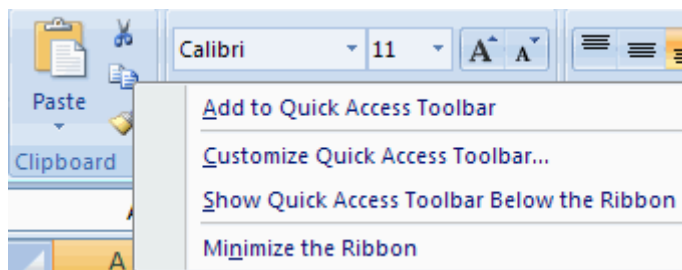 Calibri 11 A A
Paste
Add to Quick Access Toolbar
Clipboard
Customize Quick Access Toolbar...
Show Quick Access Toolbar Below the Ribbon
Minimize the Ribbon
A